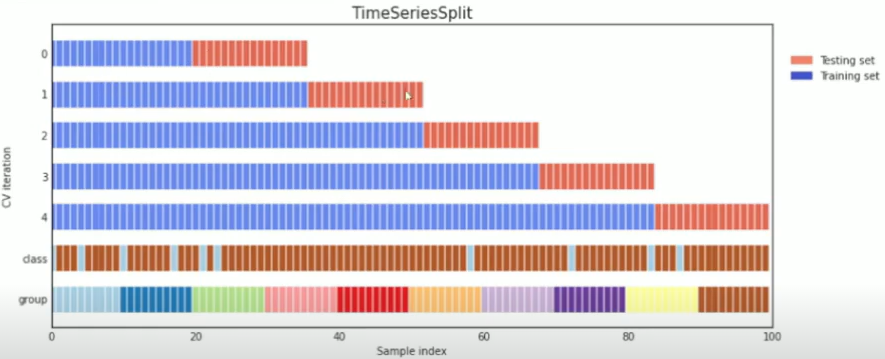 TimeSeriesSplit
Testing set
Training set
CV iteration
0
1
2
3
4
class
group
0 20 40 60 80 100
Sample index